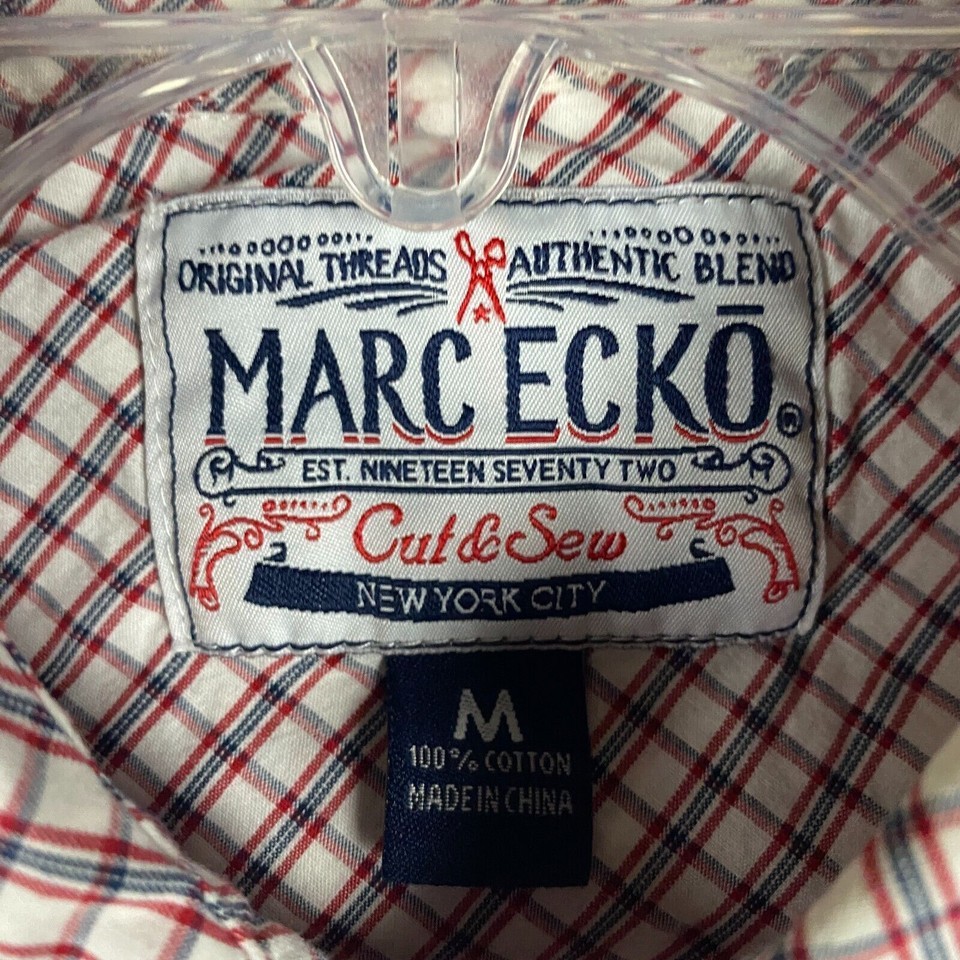 ORIGINAL THREADS AUTHENTIC BLEND
MARC ECKŌ®
EST. NINETEEN SEVENTY TWO
Cut & Sew
NEW YORK CITY
M
100% COTTON
MADE IN CHINA